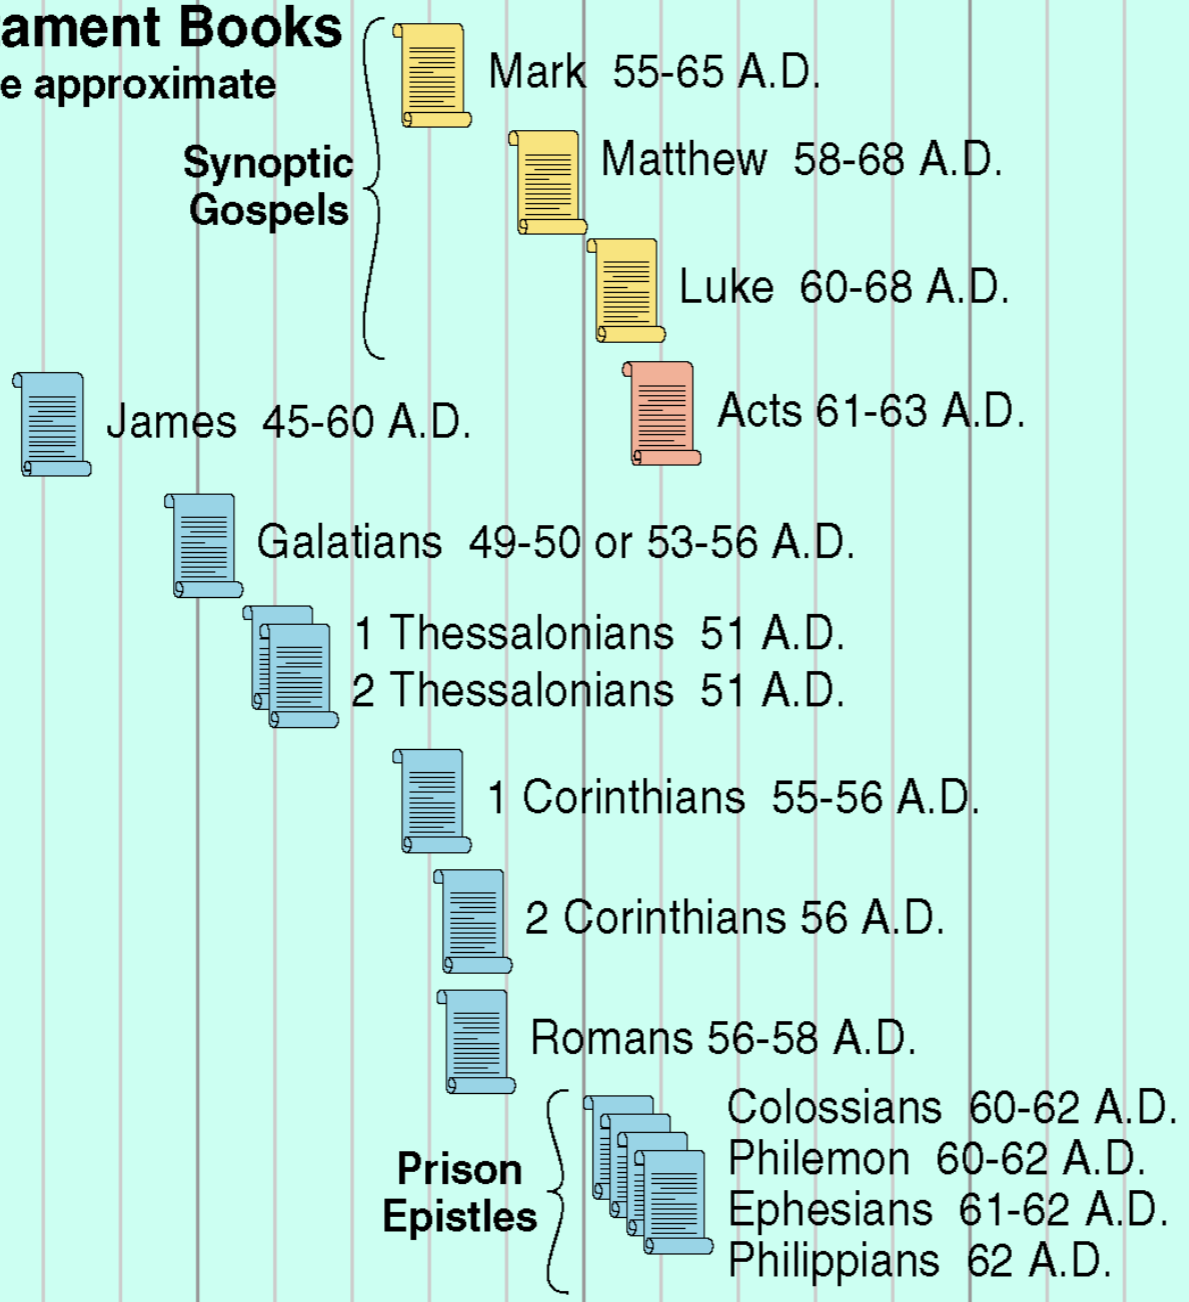 ament Books
e approximate
Synoptic
Gospels
Mark 55-65 A.D.
Matthew 58-68 A.D.
Luke 60-68 A.D.
Acts 61-63 A.D.
James 45-60 A.D.
Galatians 49-50 or 53-56 A.D.
1 Thessalonians 51 A.D.
2 Thessalonians 51 A.D.
1 Corinthians 55-56 A.D.
2 Corinthians 56 A.D.
Romans 56-58 A.D.
Prison
Epistles
Colossians 60-62 A.D.
Philemon 60-62 A.D.
Ephesians 61-62 A.D.
Philippians 62 A.D.